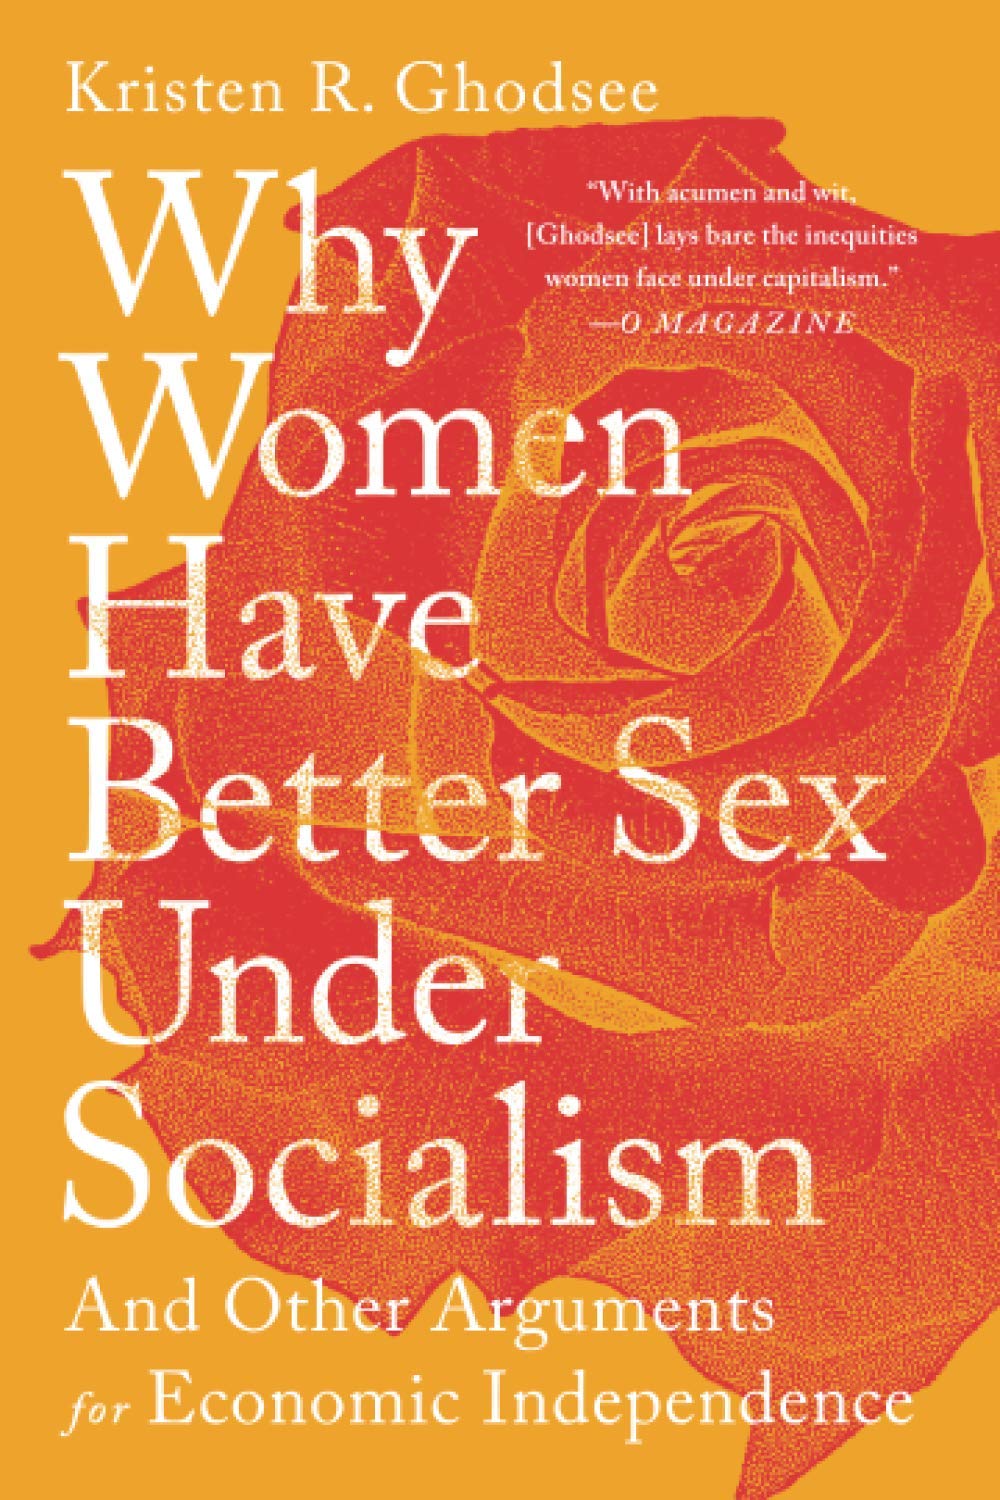 Kristen R. Ghodsee
Why
Women
Have
Better Sex
Under
Socialism
“With acumen and wit,
[Ghodsee] lays bare the inequities
women face under capitalism.”
—O MAGAZINE
And Other Arguments
for Economic Independence